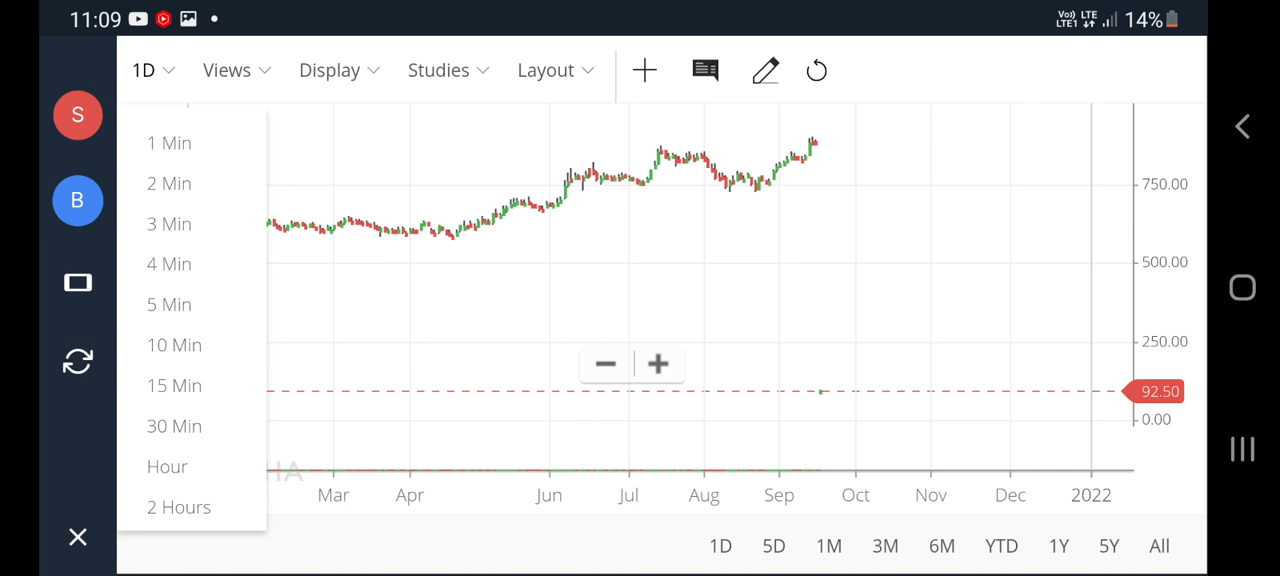 11:09
Vo)) LTE
LTE1
14%
S
B
1D Views Display Studies Layout
1 Min
2 Min
3 Min
4 Min
5 Min
10 Min
15 Min
30 Min
Hour
2 Hours
750.00
500.00
250.00
92.50
0.00
HA
Mar Apr Jun Jul Aug Sep Oct Nov Dec 2022
1D 5D 1M 3M 6M YTD 1Y 5Y All